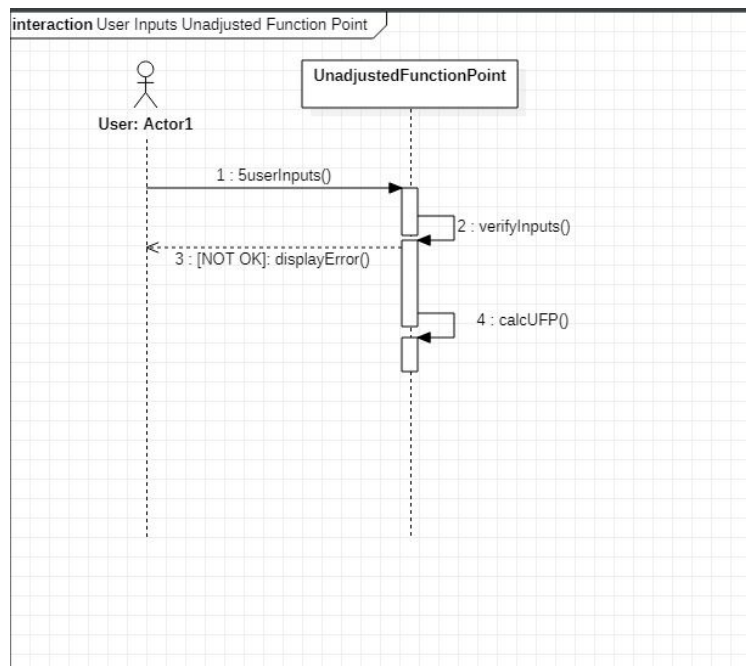 interaction User Inputs Unadjusted Function Point
UnadjustedFunctionPoint
User: Actor1
1 : 5userInputs()
2 : verifyInputs()
3 : [NOT OK]: displayError()
4 : calcUFP()